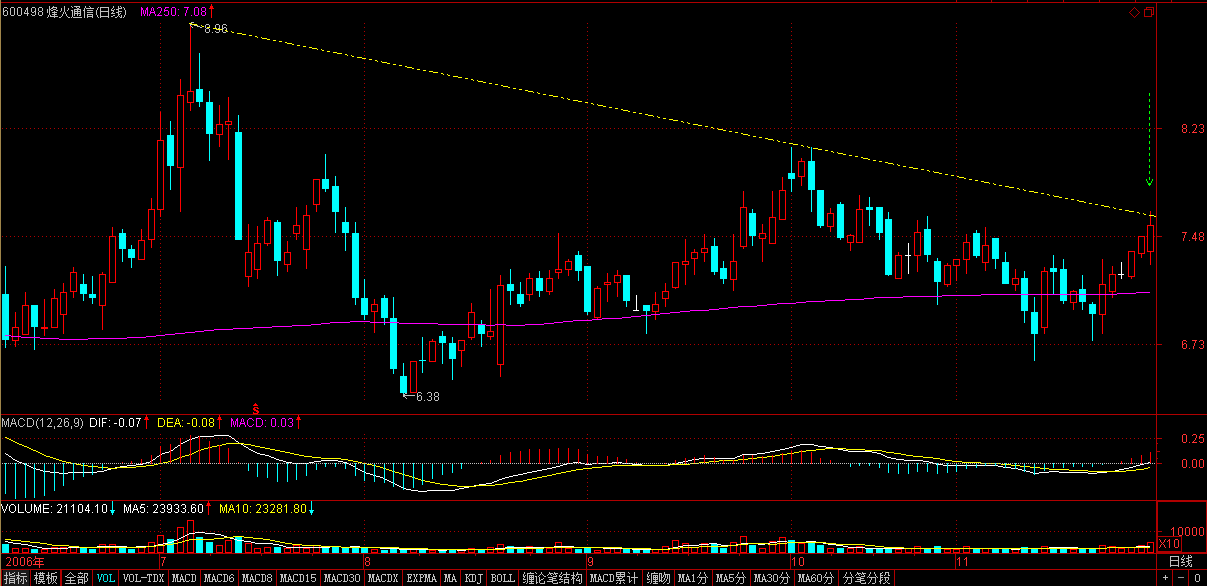 600498 烽火通信(日线) MA250: 7.08↑
8.96
8.23
7.48
6.73
←6.38
S
MACD(12,26,9) DIF: -0.07↑ DEA: -0.08↑ MACD: 0.03↑
0.25
0.00
VOLUME: 21104.10↓ MA5: 23933.60↑ MA10: 23281.80↓
10000
X10
2006年 7 8 9 10 11 日线
指标 模板 全部 VOL VOL-TDX MACD MACD6 MACD8 MACD15 MACD30 MACDX EXPMA MA KDJ BOLL 缠论笔结构 MACD累计 缠吻 MA1分 MA5分 MA30分 MA60分 分笔分段 + - 0